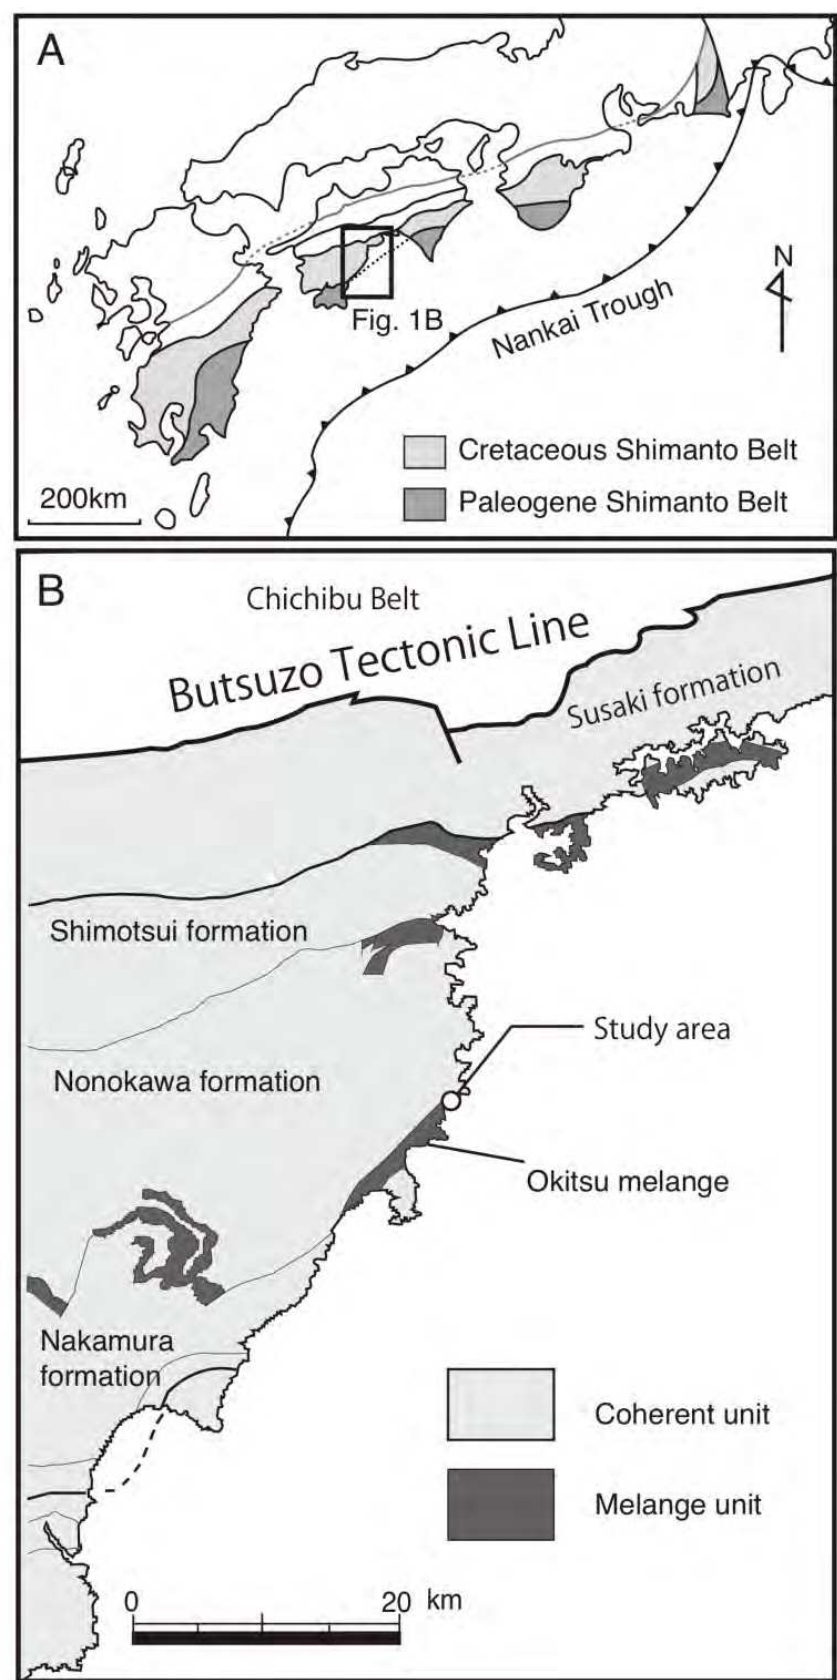 A
N
Fig. 1B
Nankai Trough
Cretaceous Shimanto Belt
Paleogene Shimanto Belt
200km
B
Chichibu Belt
Butsuzo Tectonic Line
Susaki formation
Shimotsui formation
Study area
Nonokawa formation
Okitsu melange
Nakamura
formation
Coherent unit
Melange unit
0 20 km